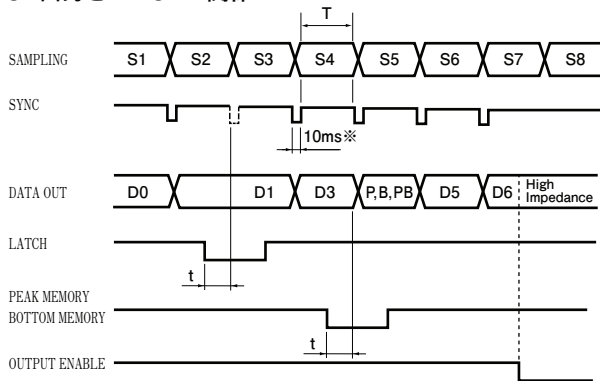 T
SAMPLING S1 S2 S3 S4 S5 S6 S7 S8
SYNC
10ms※
DATA OUT D0 D1 D3 P,B,PB D5 D6 High Impedance
LATCH
t
PEAK MEMORY
BOTTOM MEMORY
t
OUTPUT ENABLE